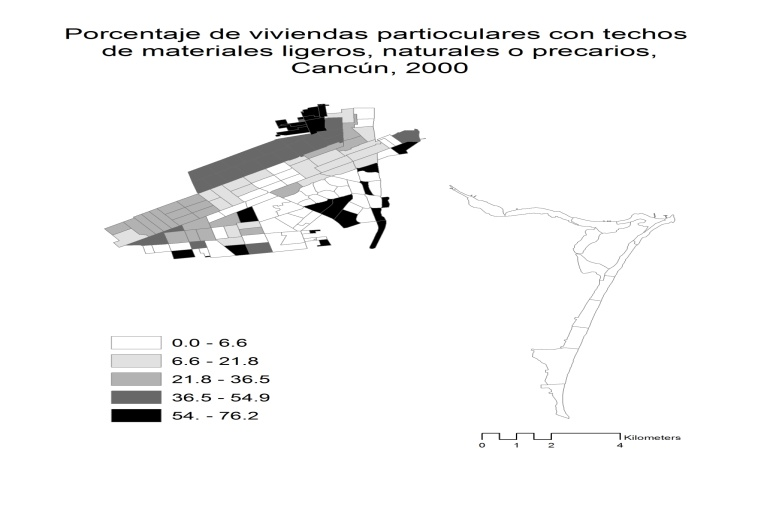 Porcentaje de viviendas partioculares con techos
de materiales ligeros, naturales o precarios,
Cancún, 2000
0.0 - 6.6
6.6 - 21.8
21.8 - 36.5
36.5 - 54.9
54. - 76.2
Kilometers
0 1 2 4